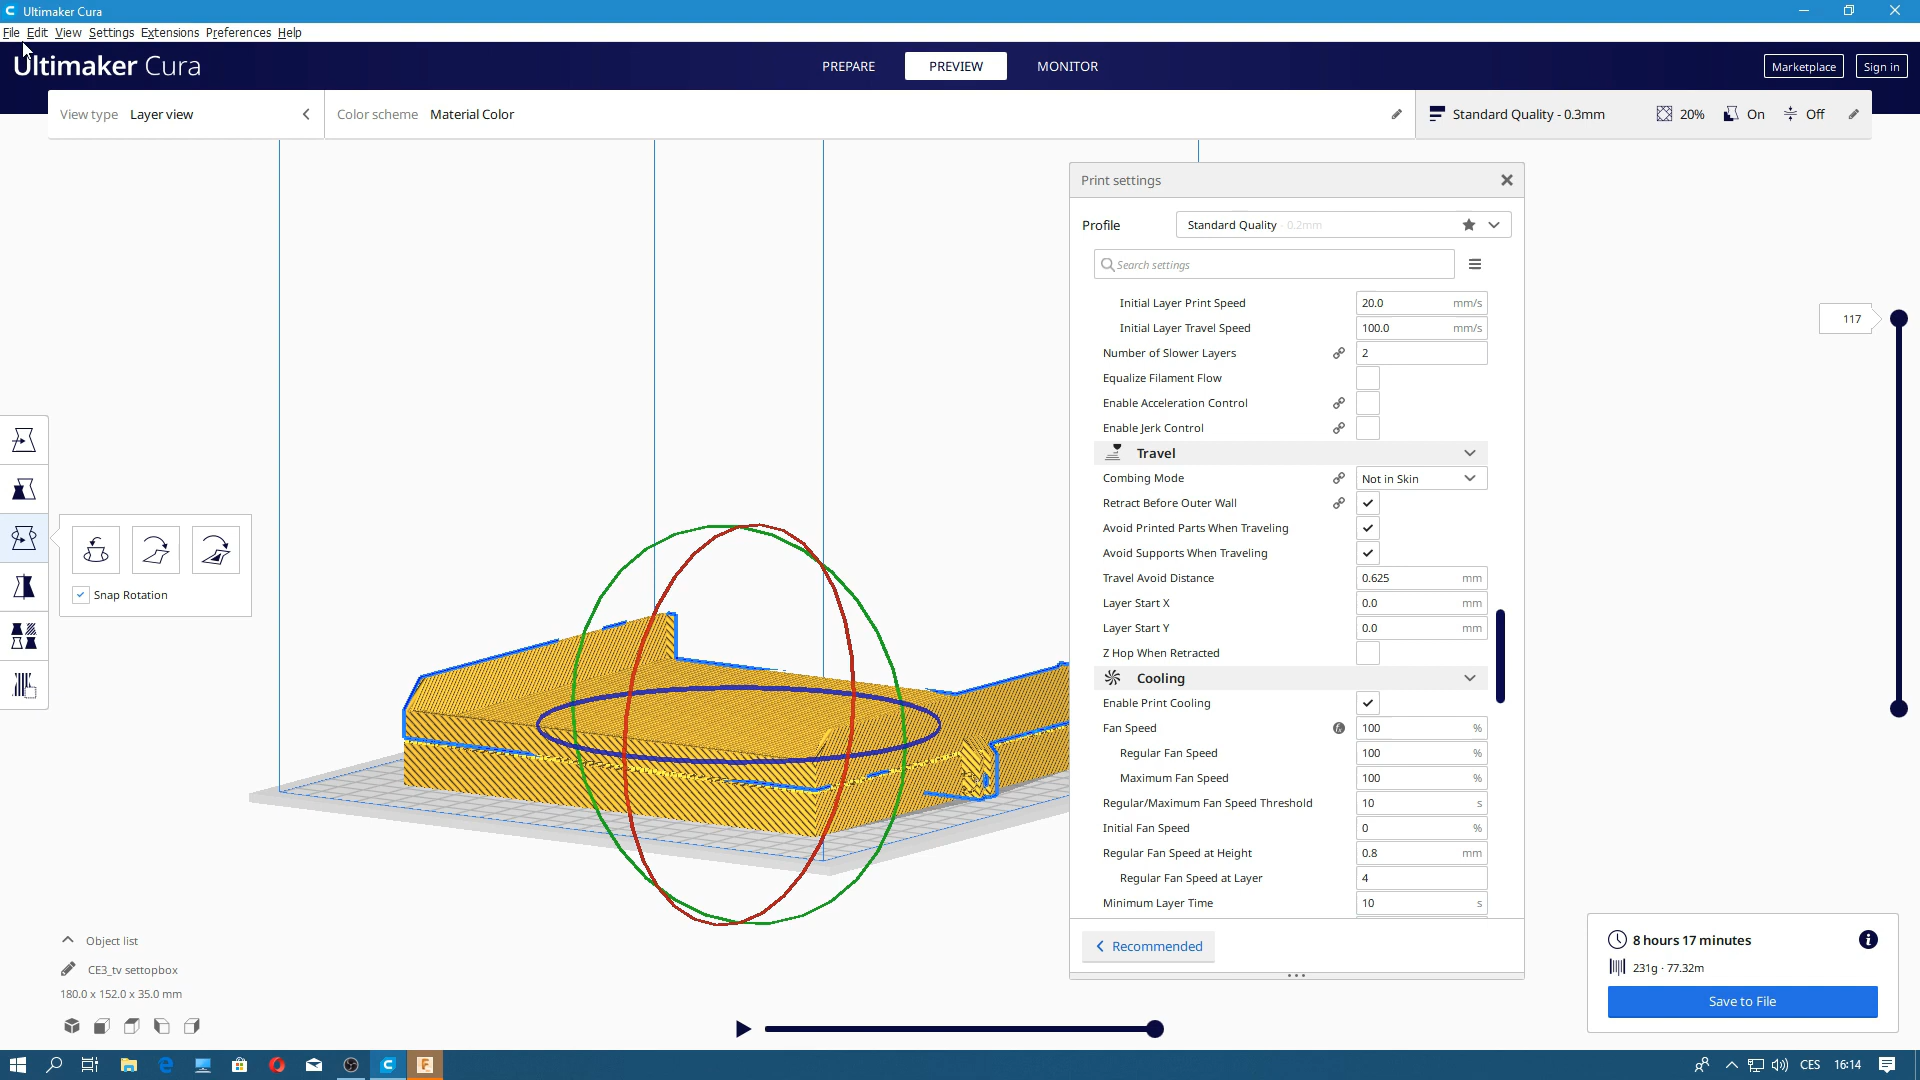 Ultimaker Cura
File Edit View Settings Extensions Preferences Help
Ultimaker Cura
PREPARE PREVIEW MONITOR
Marketplace Sign in
View type Layer view
Color scheme Material Color
Standard Quality - 0.3mm 20% On Off
Print settings
Profile Standard Quality - 0.2mm
Search settings
Initial Layer Print Speed 20.0 mm/s
Initial Layer Travel Speed 100.0 mm/s
Number of Slower Layers 2
Equalize Filament Flow
Enable Acceleration Control
Enable Jerk Control
Travel
Combing Mode Not in Skin
Retract Before Outer Wall
Avoid Printed Parts When Traveling
Avoid Supports When Traveling
Travel Avoid Distance 0.625 mm
Layer Start X 0.0 mm
Layer Start Y 0.0 mm
Z Hop When Retracted
Cooling
Enable Print Cooling
Fan Speed 100 %
Regular Fan Speed 100 %
Maximum Fan Speed 100 %
Regular/Maximum Fan Speed Threshold 10 s
Initial Fan Speed 0 %
Regular Fan Speed at Height 0.8 mm
Regular Fan Speed at Layer 4
Minimum Layer Time 10 s
Recommended
117
Snap Rotation
Object list
CE3_tv settopbox
180.0 x 152.0 x 35.0 mm
8 hours 17 minutes
231g · 77.32m
Save to File
CES 16:14